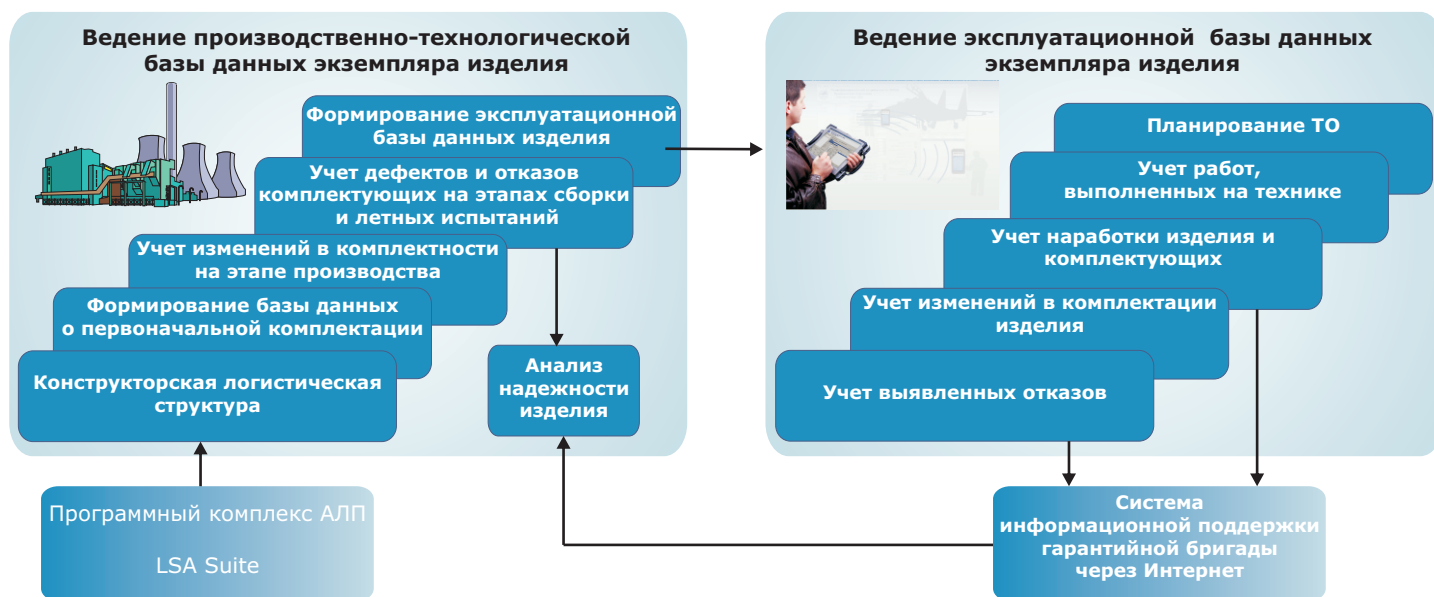 Ведение производственно-технологической
базы данных экземпляра изделия
Формирование эксплуатационной
базы данных изделия
Учет дефектов и отказов
комплектующих на этапах сборки
и летных испытаний
Учет изменений в комплектности
на этапе производства
Формирование базы данных
о первоначальной комплектации
Конструкторская логистическая
структура
Анализ
надежности
изделия
Программный комплекс АЛП
LSA Suite
Ведение эксплуатационной базы данных
экземпляра изделия
Планирование ТО
Учет работ,
выполненных на технике
Учет наработки изделия и
комплектующих
Учет изменений в комплектации
изделия
Учет выявленных отказов
Система
информационной поддержки
гарантийной бригады
через Интернет